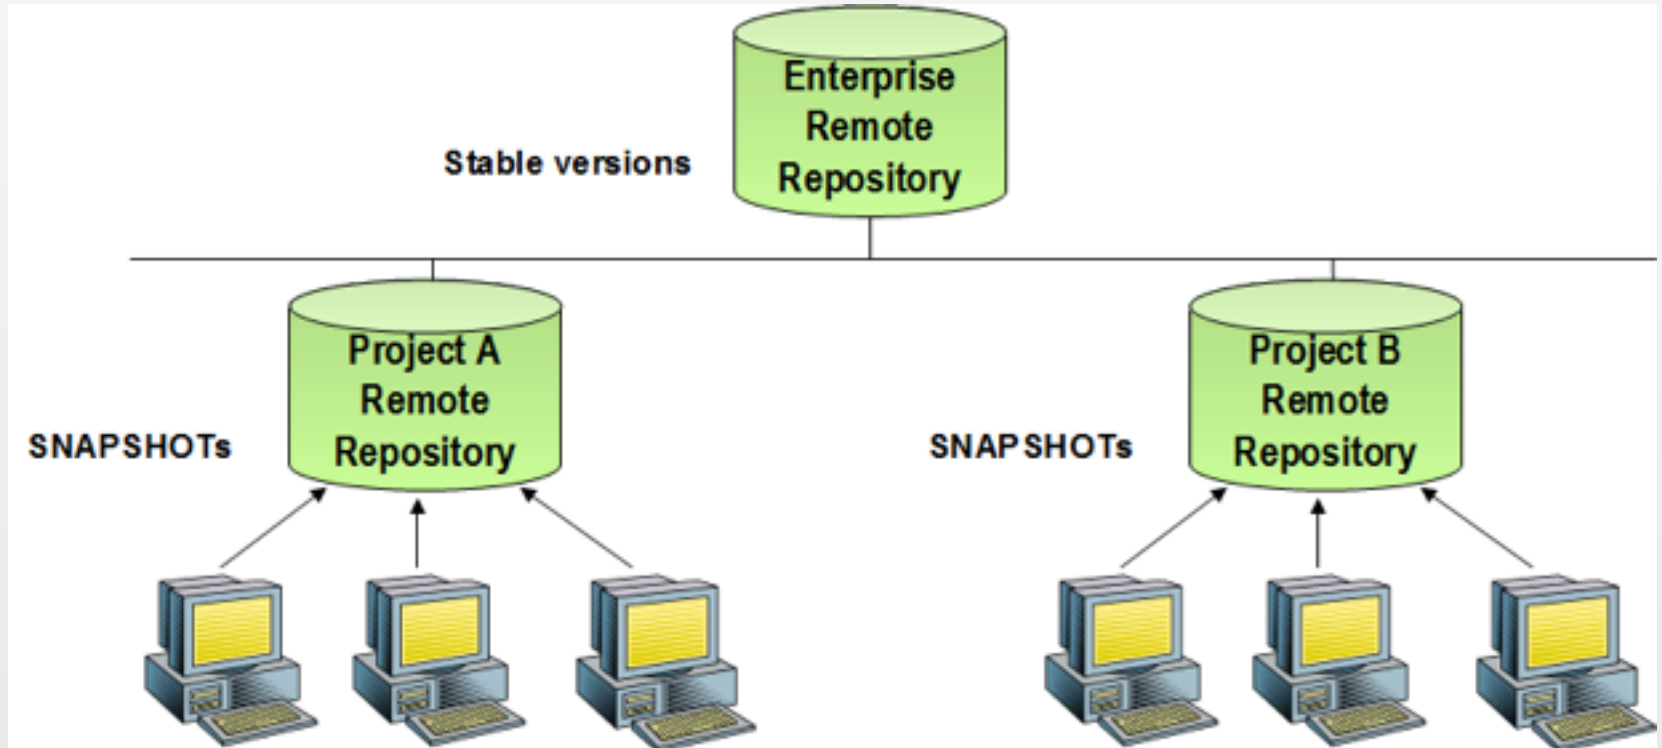 Enterprise
Remote
Repository
Stable versions
Project A
Remote
Repository
SNAPSHOTs
Project B
Remote
Repository
SNAPSHOTs